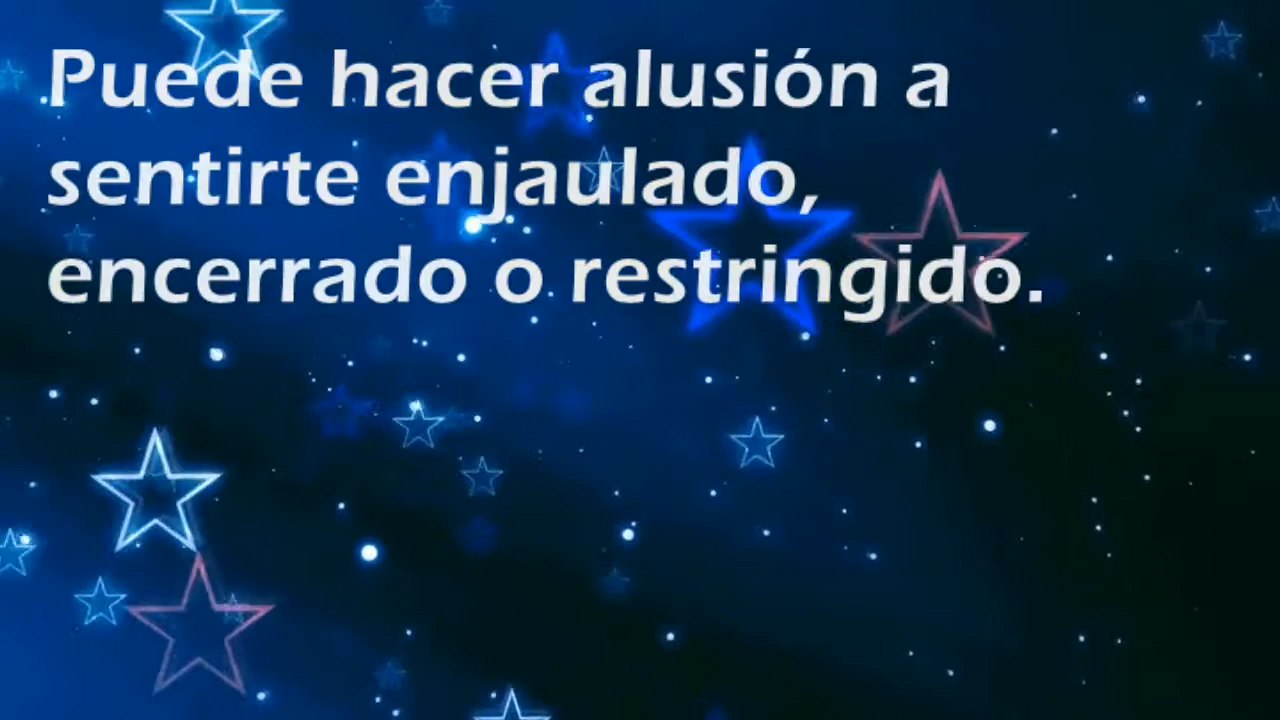 Puede hacer alusión a
sentirte enjaulado,
encerrado o restringido.